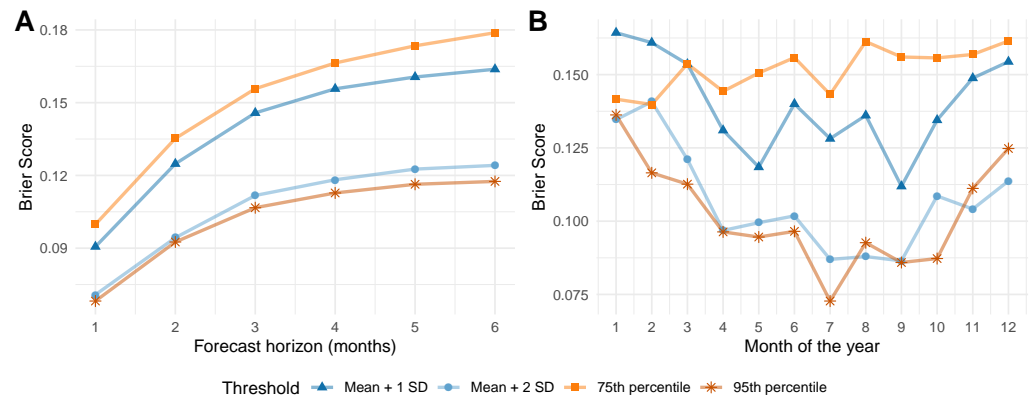 A
B
Brier Score
0.18
0.15
0.12
0.09
1 2 3 4 5 6
Forecast horizon (months)
Brier Score
0.150
0.125
0.100
0.075
1 2 3 4 5 6 7 8 9 10 11 12
Month of the year
Threshold Mean + 1 SD Mean + 2 SD 75th percentile 95th percentile